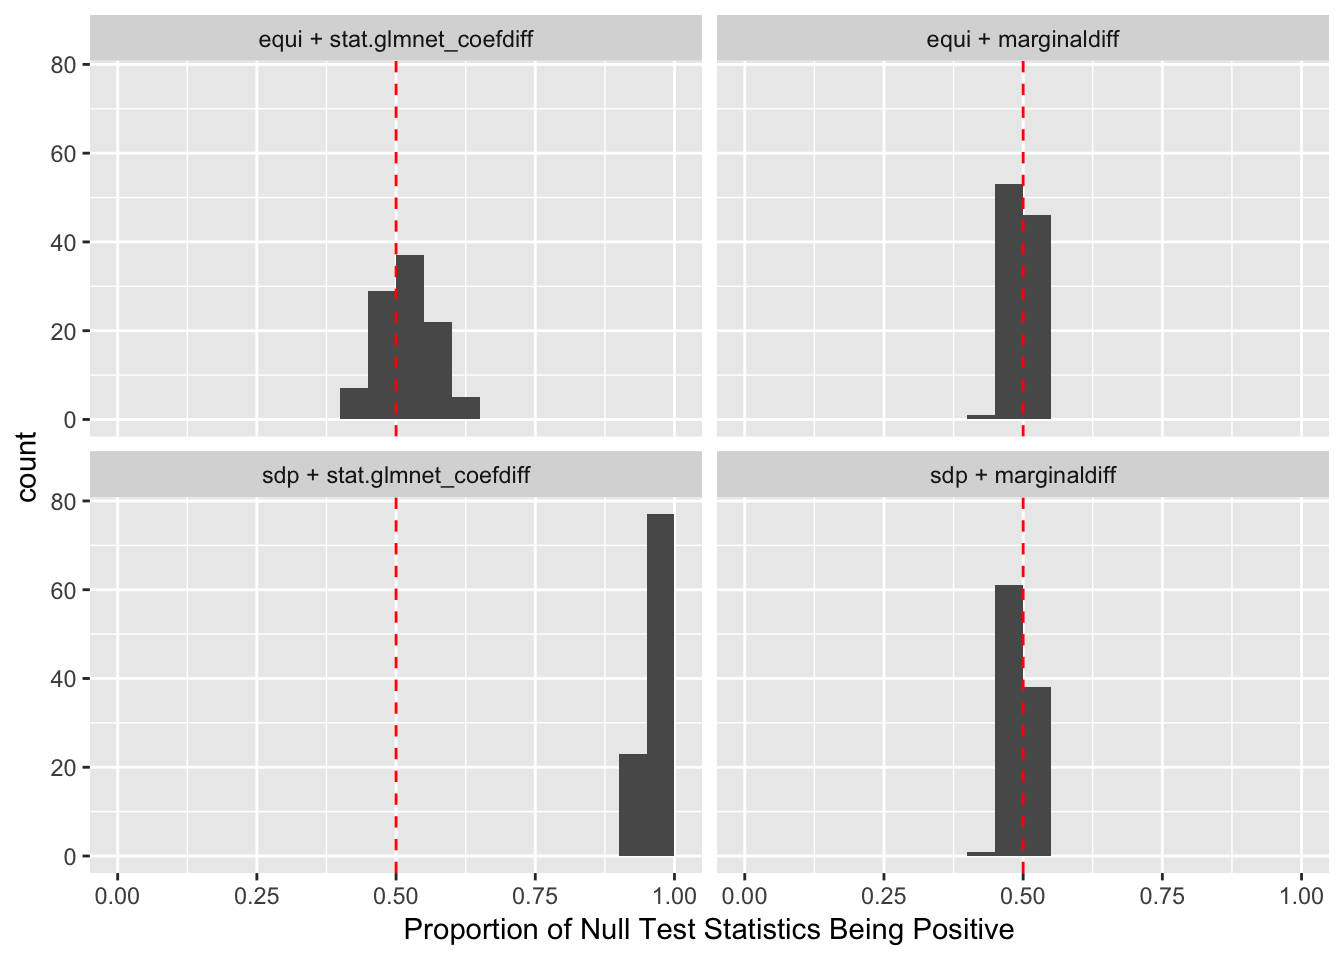 equi + stat.glmnet_coefdiff
equi + marginaldiff
80
60
40
20
0
sdp + stat.glmnet_coefdiff
sdp + marginaldiff
80
60
40
20
0
count
0.00 0.25 0.50 0.75 1.00 0.00 0.25 0.50 0.75 1.00
Proportion of Null Test Statistics Being Positive